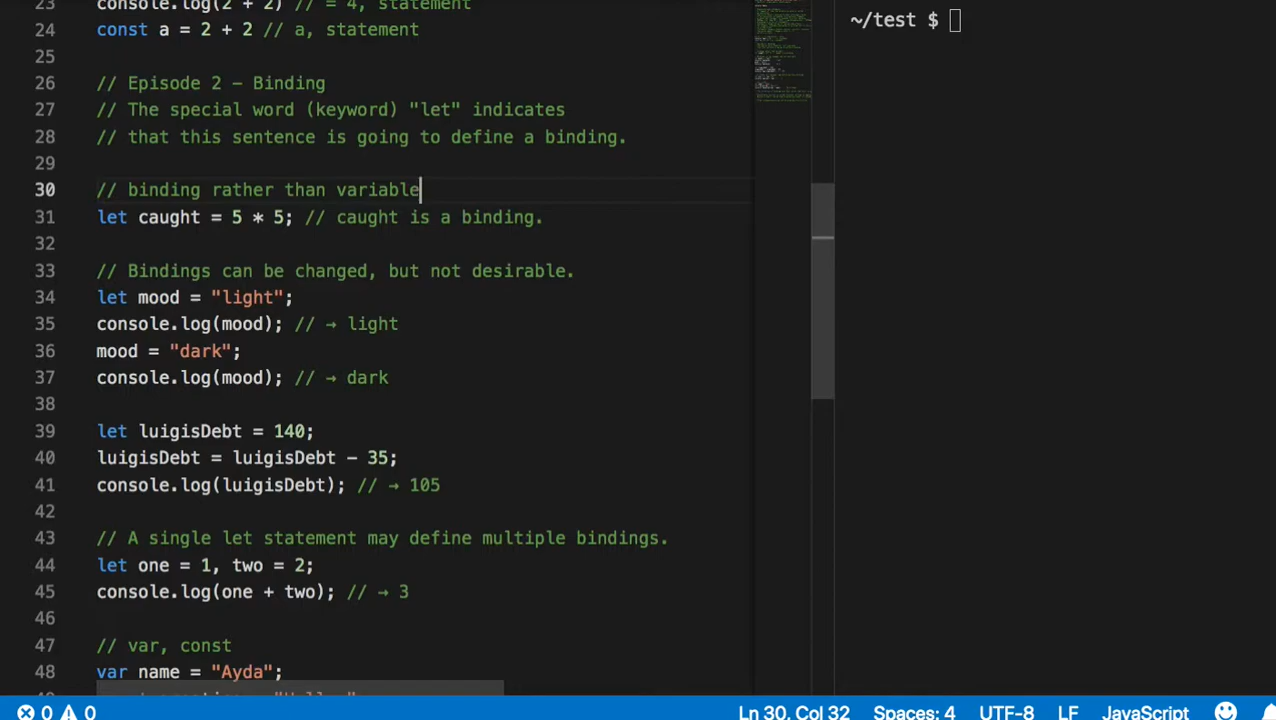 23 console.log(2 + 2) // = 4, statement
24 const a = 2 + 2 // a, statement
25
26 // Episode 2 - Binding
27 // The special word (keyword) "let" indicates
28 // that this sentence is going to define a binding.
29
30 // binding rather than variable
31 let caught = 5 * 5; // caught is a binding.
32
33 // Bindings can be changed, but not desirable.
34 let mood = "light";
35 console.log(mood); // → light
36 mood = "dark";
37 console.log(mood); // → dark
38
39 let luigisDebt = 140;
40 luigisDebt = luigisDebt - 35;
41 console.log(luigisDebt); // → 105
42
43 // A single let statement may define multiple bindings.
44 let one = 1, two = 2;
45 console.log(one + two); // → 3
46
47 // var, const
48 var name = "Ayda";
~/test $
0 0 Ln 30, Col 32 Spaces: 4 UTF-8 LF JavaScript